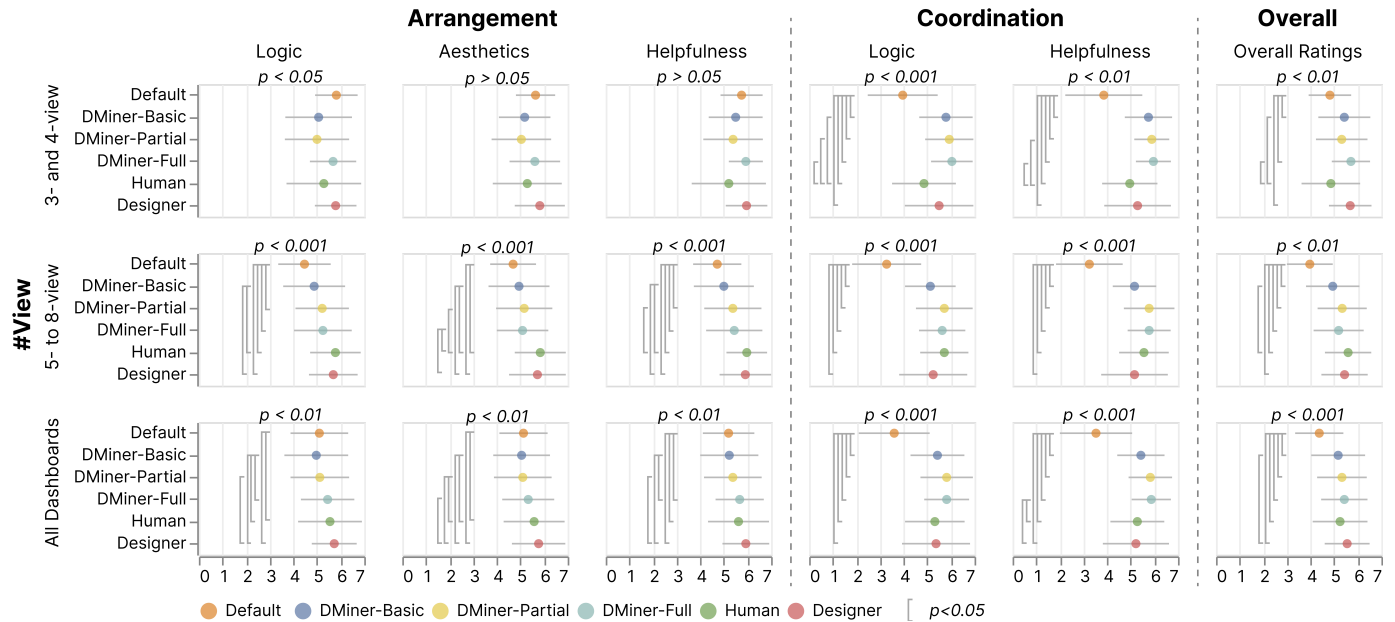 Arrangement Coordination Overall
Logic Aesthetics Helpfulness Logic Helpfulness Overall Ratings
p < 0.05 p > 0.05 p > 0.05 p < 0.001 p < 0.01 p < 0.01
#View
3- and 4-view
Default
DMiner-Basic
DMiner-Partial
DMiner-Full
Human
Designer
p < 0.001 p < 0.001 p < 0.001 p < 0.001 p < 0.001 p < 0.01
5- to 8-view
Default
DMiner-Basic
DMiner-Partial
DMiner-Full
Human
Designer
p < 0.01 p < 0.01 p < 0.01 p < 0.001 p < 0.001 p < 0.001
All Dashboards
Default
DMiner-Basic
DMiner-Partial
DMiner-Full
Human
Designer
0 1 2 3 4 5 6 7 0 1 2 3 4 5 6 7 0 1 2 3 4 5 6 7 0 1 2 3 4 5 6 7 0 1 2 3 4 5 6 7 0 1 2 3 4 5 6 7
Default DMiner-Basic DMiner-Partial DMiner-Full Human Designer p<0.05